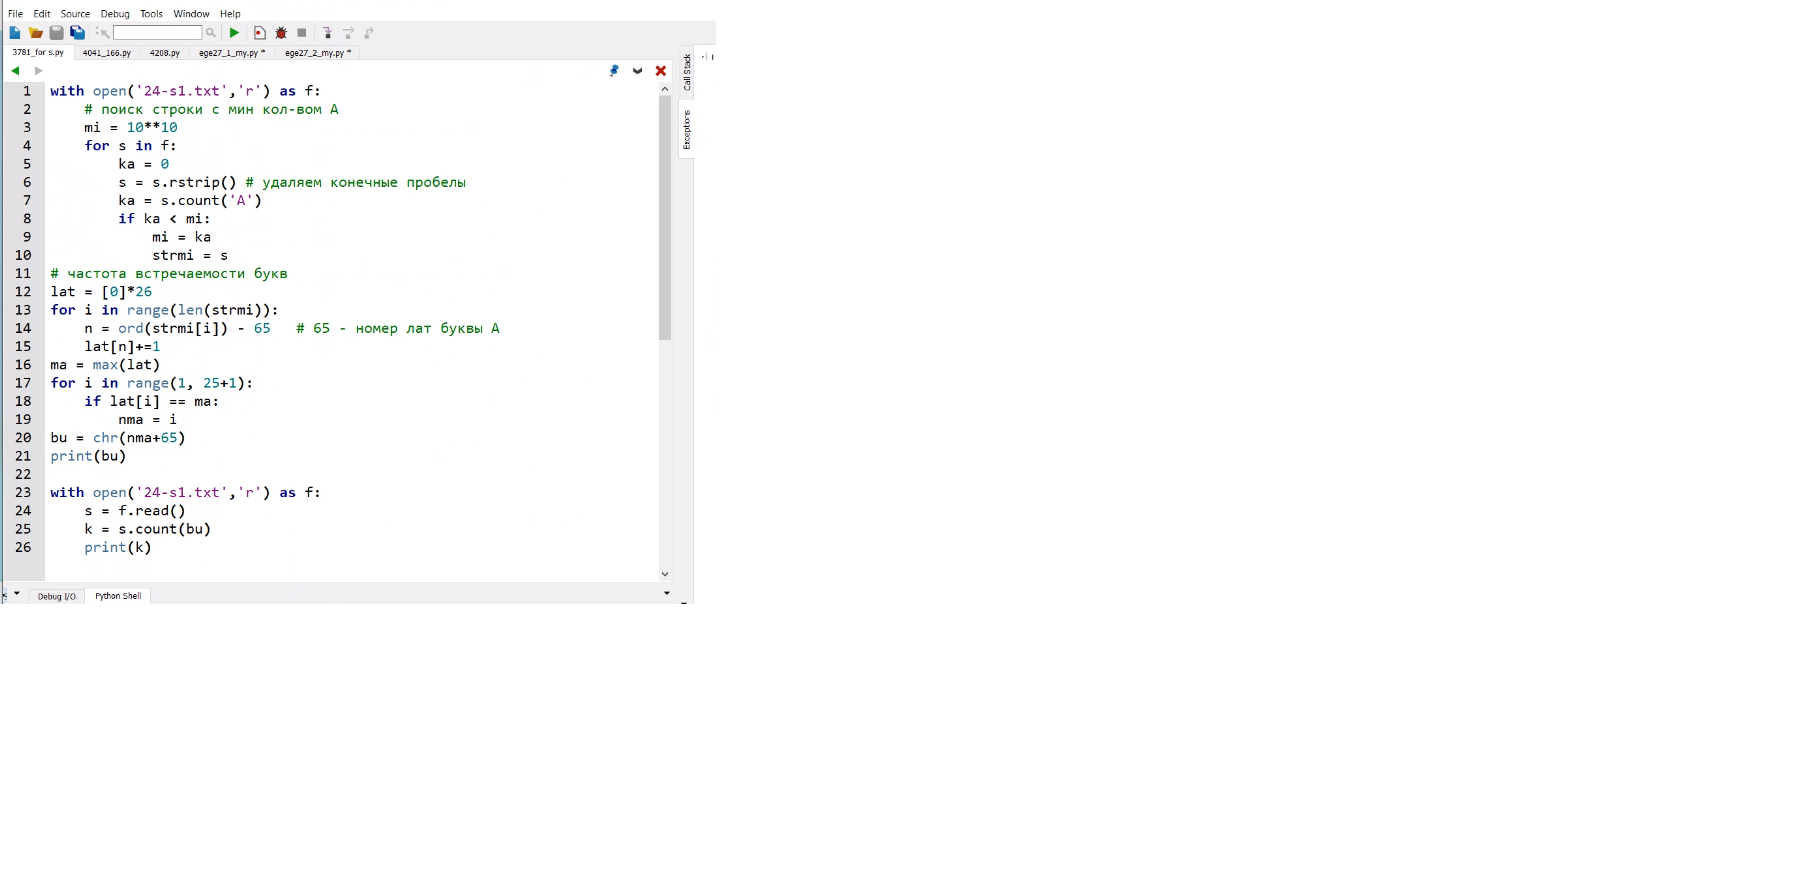 File Edit Source Debug Tools Window Help
3781_for s.py 4041_166.py 4208.py ege27_1_my.py * ege27_2_my.py *
Call Stack
Exceptions
1 with open('24-s1.txt','r') as f:
2 # поиск строки с мин кол-вом А
3 mi = 10**10
4 for s in f:
5 ka = 0
6 s = s.rstrip() # удаляем конечные пробелы
7 ka = s.count('A')
8 if ka < mi:
9 mi = ka
10 strmi = s
11 # частота встречаемости букв
12 lat = [0]*26
13 for i in range(len(strmi)):
14 n = ord(strmi[i]) - 65 # 65 - номер лат буквы А
15 lat[n]+=1
16 ma = max(lat)
17 for i in range(1, 25+1):
18 if lat[i] == ma:
19 nma = i
20 bu = chr(nma+65)
21 print(bu)
22
23 with open('24-s1.txt','r') as f:
24 s = f.read()
25 k = s.count(bu)
26 print(k)
Debug I/O Python Shell